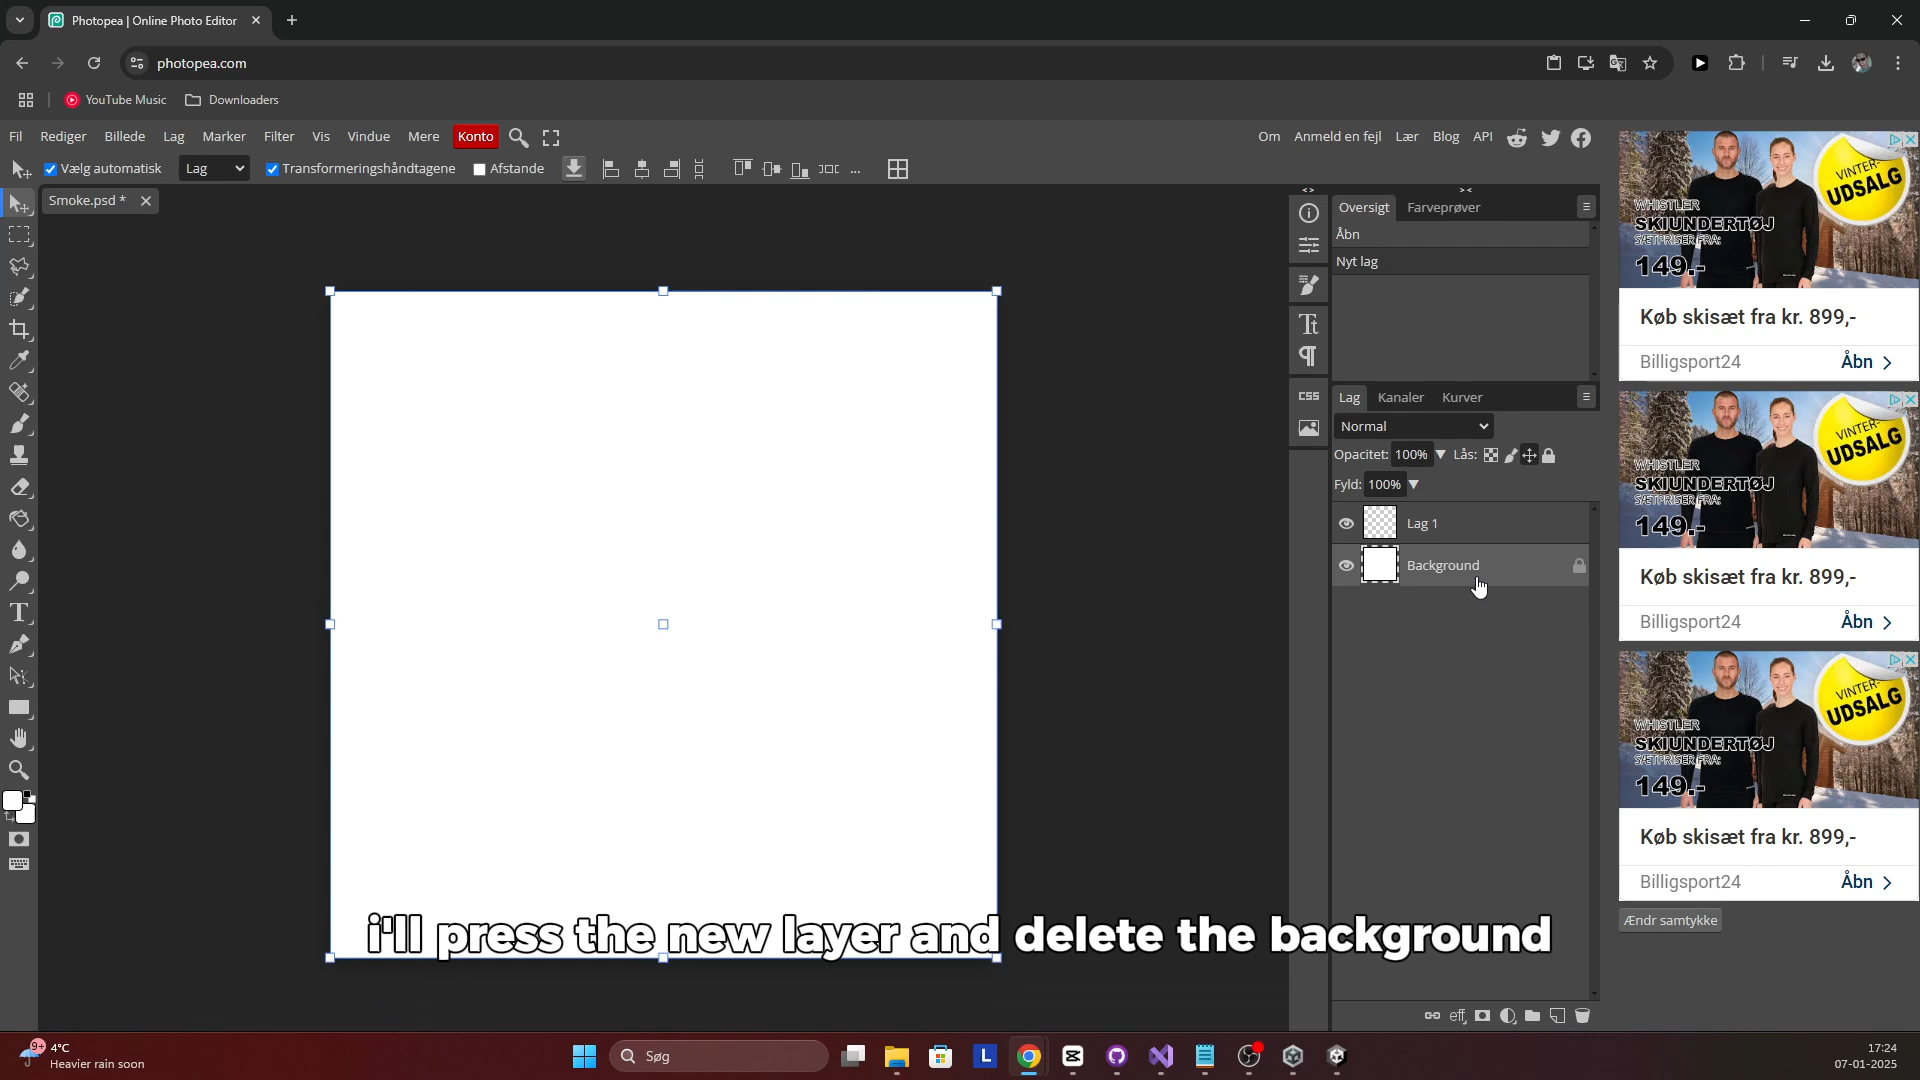 Photopea | Online Photo Editor
photopea.com
YouTube Music
Downloaders
Fil Rediger Billede Lag Marker Filter Vis Vindue Mere Konto
Om Anmeld en fejl Lær Blog API
Vælg automatisk Lag Transformeringshåndtagene Afstande ...
Smoke.psd *
Oversigt Farveprøver
Åbn
Nyt lag
Tt
CSS
Lag Kanaler Kurver
Normal
Opacitet: 100% Lås:
Fyld: 100%
Lag 1
Background
eff
T
i'll press the new layer and delete the background
VINTER-
UDSALG
WHISTLER
SKIUNDERTØJ
SÆTPRISER FRA:
149.-
Køb skisæt fra kr. 899,-
Billigsport24 Åbn
VINTER-
UDSALG
WHISTLER
SKIUNDERTØJ
SÆTPRISER FRA:
149.-
Køb skisæt fra kr. 899,-
Billigsport24 Åbn
VINTER-
UDSALG
WHISTLER
SKIUNDERTØJ
SÆTPRISER FRA:
149.-
Køb skisæt fra kr. 899,-
Billigsport24 Åbn
Ændr samtykke
9+
4°C
Heavier rain soon
Søg
L
17:24
07-01-2025